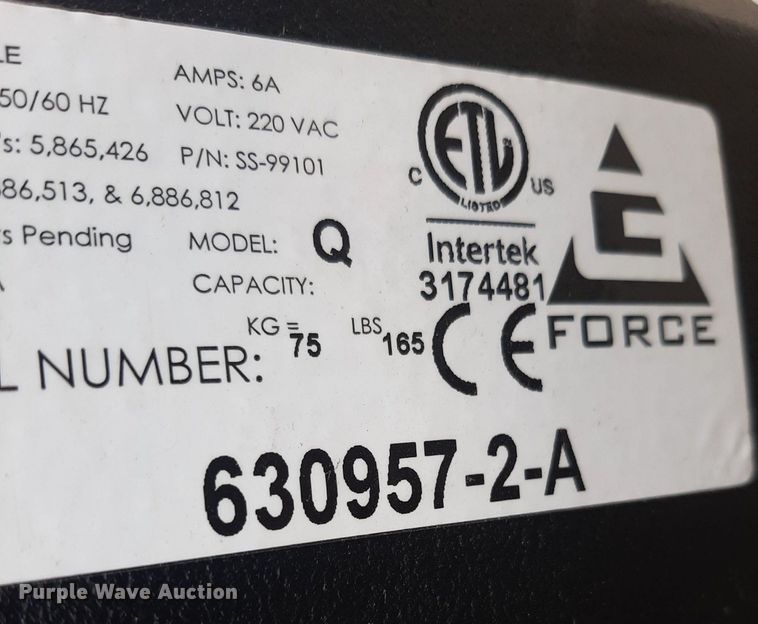 LE
50/60 HZ
's: 5,865,426
86,513, & 6,886,812
s Pending
AMPS: 6A
VOLT: 220 VAC
P/N: SS-99101
MODEL: Q
CAPACITY:
KG = 75 LBS 165
L NUMBER:
630957-2-A
ETL
LISTED
C US
Intertek
3174481
CE
G
FORCE
Purple Wave Auction